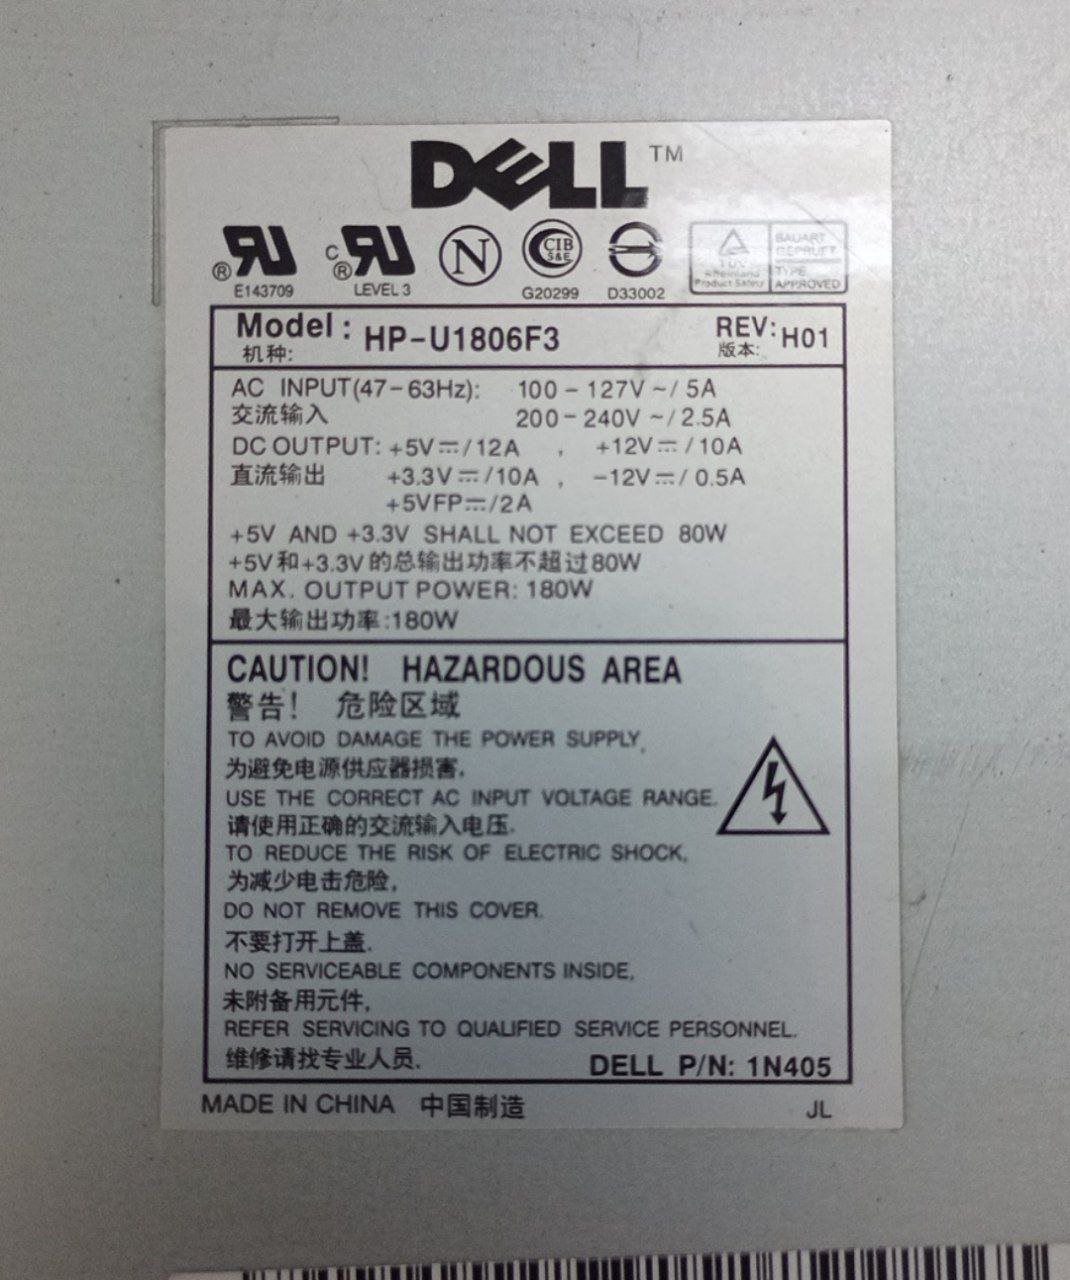 DELL™
E143709
C
LEVEL 3
N
CIB
S&E
G20299
D33002
TÜV
Rheinland
Product Safety
BAUART
GEPRUFT
TYPE
APPROVED
Model: HP-U1806F3 REV: H01
机种: 版本:
AC INPUT(47-63Hz): 100-127V ~/ 5A
交流输入 200-240V ~/ 2.5A
DC OUTPUT: +5V⎓/12A , +12V⎓/10A
直流输出 +3.3V⎓/10A , -12V⎓/ 0.5A
+5VFP⎓/2A
+5V AND +3.3V SHALL NOT EXCEED 80W
+5V和+3.3V的总输出功率不超过80W
MAX. OUTPUT POWER: 180W
最大输出功率:180W
CAUTION! HAZARDOUS AREA
警告! 危险区域
TO AVOID DAMAGE THE POWER SUPPLY,
为避免电源供应器损害,
USE THE CORRECT AC INPUT VOLTAGE RANGE.
请使用正确的交流输入电压.
TO REDUCE THE RISK OF ELECTRIC SHOCK,
为减少电击危险,
DO NOT REMOVE THIS COVER.
不要打开上盖.
NO SERVICEABLE COMPONENTS INSIDE,
未附备用元件,
REFER SERVICING TO QUALIFIED SERVICE PERSONNEL.
维修请找专业人员.
DELL P/N: 1N405
MADE IN CHINA 中国制造 JL